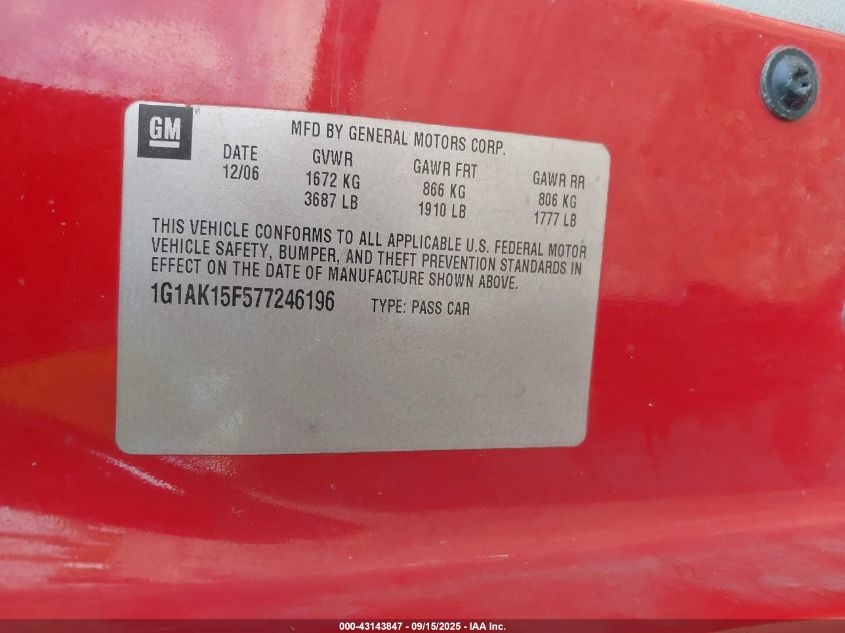 GM ®
MFD BY GENERAL MOTORS CORP.
DATE GVWR GAWR FRT GAWR RR
12/06 1672 KG 866 KG 806 KG
3687 LB 1910 LB 1777 LB
THIS VEHICLE CONFORMS TO ALL APPLICABLE U.S. FEDERAL MOTOR
VEHICLE SAFETY, BUMPER, AND THEFT PREVENTION STANDARDS IN
EFFECT ON THE DATE OF MANUFACTURE SHOWN ABOVE.
1G1AK15F577246196 TYPE: PASS CAR
000-43143847 - 09/15/2025 - IAA Inc.